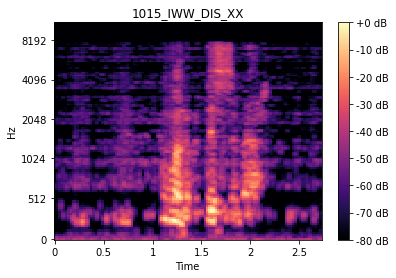 1015_IWW_DIS_XX
+0 dB
8192
-10 dB
4096
-20 dB
-30 dB
Hz
2048
-40 dB
1024
-50 dB
512
-60 dB
-70 dB
0
-80 dB
0 0.5 1 1.5 2 2.5
Time